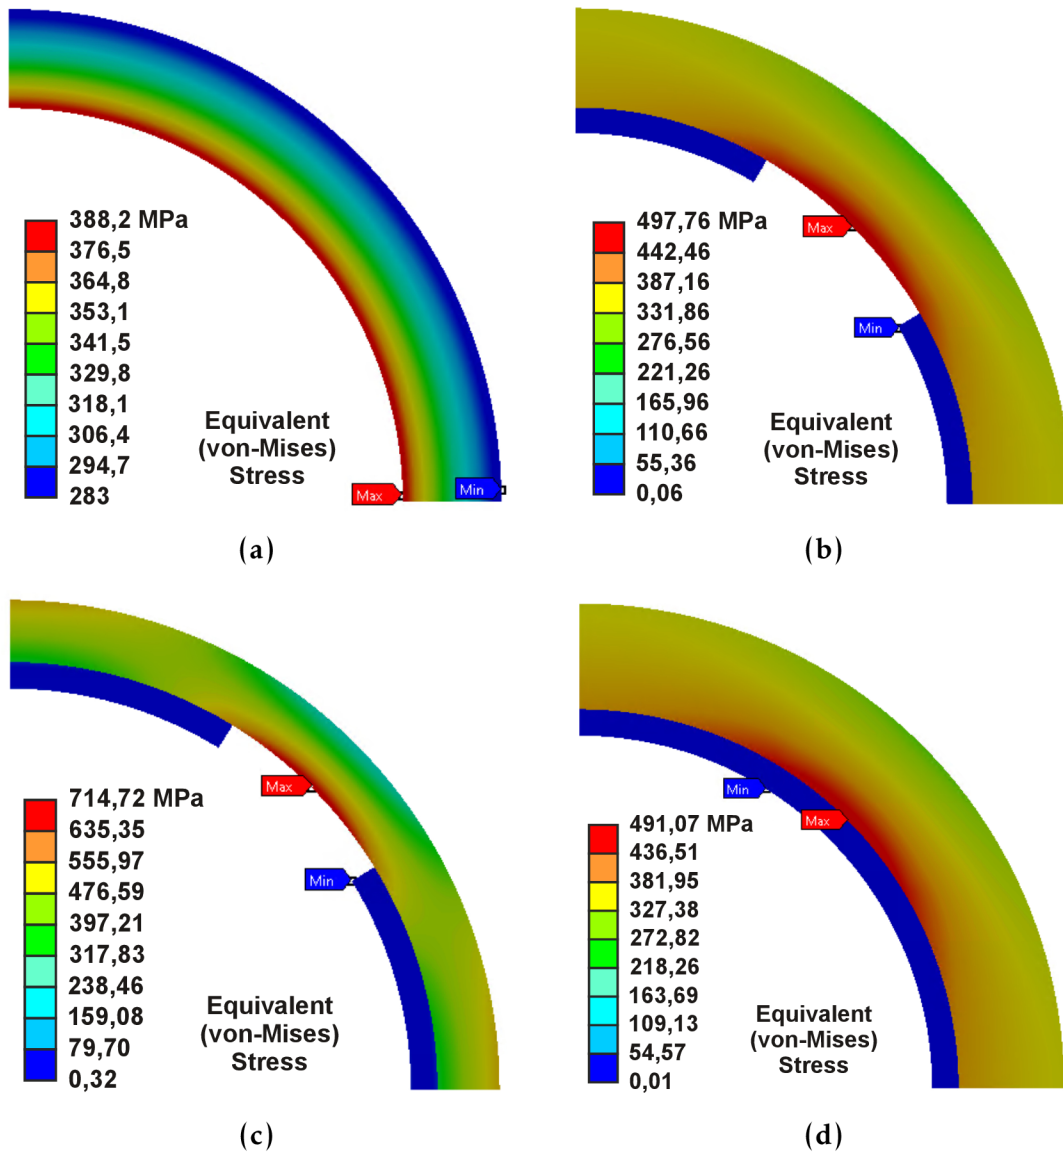 388,2 MPa
376,5
364,8
353,1
341,5
329,8
318,1
306,4
294,7
283
Equivalent
(von-Mises)
Stress
Max
Min
(a)
497,76 MPa
442,46
387,16
331,86
276,56
221,26
165,96
110,66
55,36
0,06
Equivalent
(von-Mises)
Stress
Max
Min
(b)
714,72 MPa
635,35
555,97
476,59
397,21
317,83
238,46
159,08
79,70
0,32
Equivalent
(von-Mises)
Stress
Max
Min
(c)
491,07 MPa
436,51
381,95
327,38
272,82
218,26
163,69
109,13
54,57
0,01
Equivalent
(von-Mises)
Stress
Min
Max
(d)